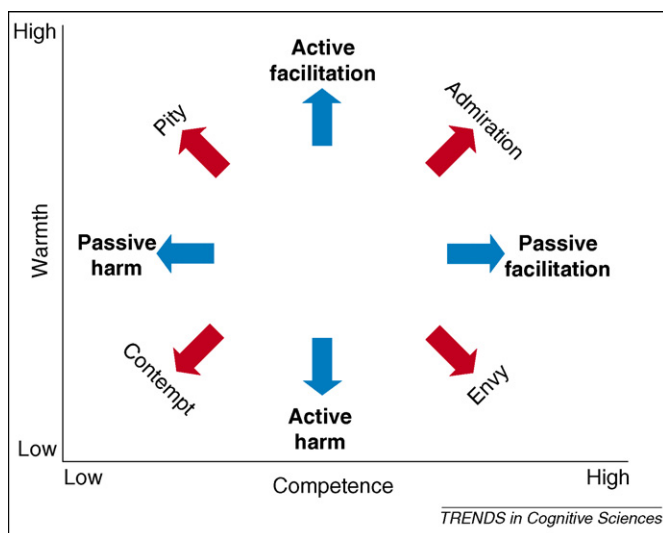 High
Active
facilitation
Pity
Admiration
Warmth
Passive
harm
Passive
facilitation
Contempt
Envy
Active
harm
Low
Low
High
Competence
TRENDS in Cognitive Sciences